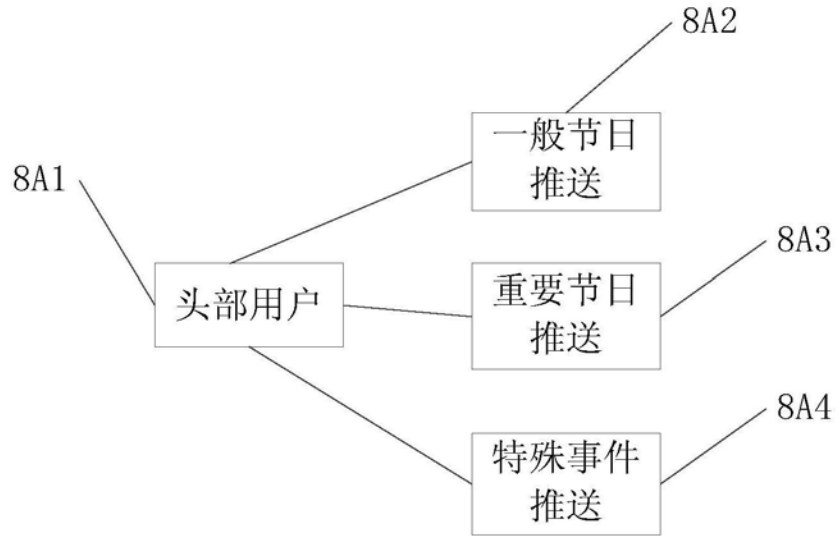 8A2
一般节日
推送
8A1
8A3
头部用户
重要节日
推送
8A4
特殊事件
推送